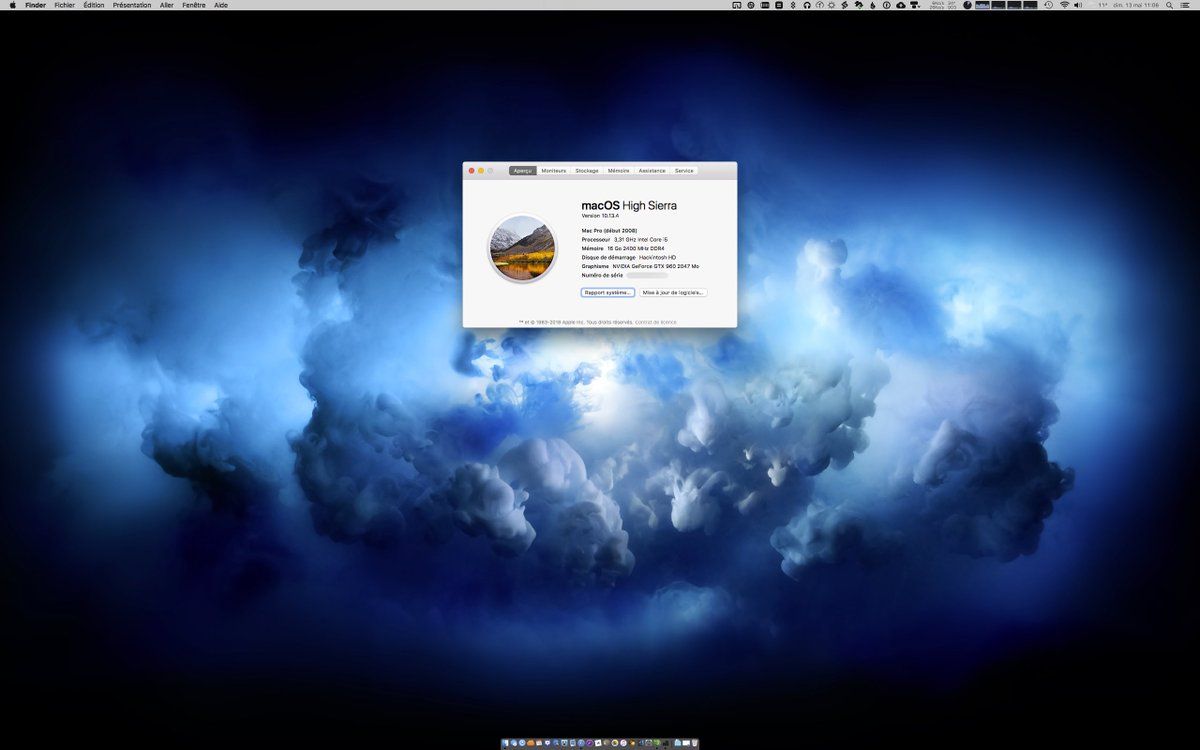 Finder Fichier Édition Présentation Aller Fenêtre Aide
11° dim. 13 mai 11:06
Aperçu Moniteurs Stockage Mémoire Assistance Service
macOS High Sierra
Version 10.13.4
Mac Pro (début 2008)
Processeur 3,31 GHz Intel Core i5
Mémoire 16 Go 2400 MHz DDR4
Disque de démarrage Hackintosh HD
Graphisme NVIDIA GeForce GTX 960 2047 Mo
Numéro de série
Rapport système... Mise à jour de logiciels...
™ et © 1983-2018 Apple Inc. Tous droits réservés. Contrat de licence